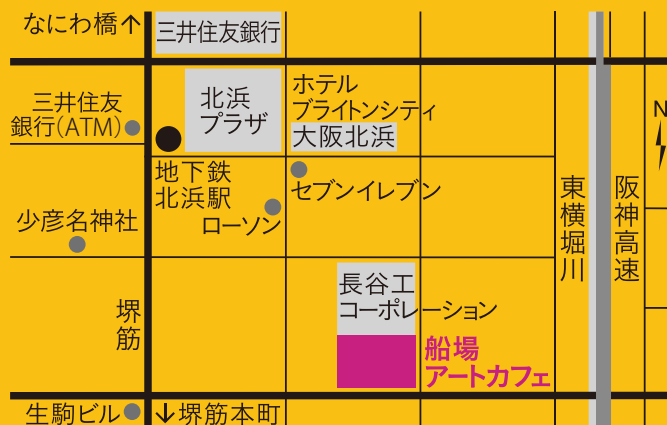 なにわ橋↑
三井住友銀行
三井住友
銀行(ATM)
北浜
プラザ
ホテル
ブライトンシティ
大阪北浜
N
地下鉄
北浜駅
セブンイレブン
ローソン
少彦名神社
東横堀川
阪神高速
堺筋
長谷工
コーポレーション
船場
アートカフェ
生駒ビル
↓堺筋本町